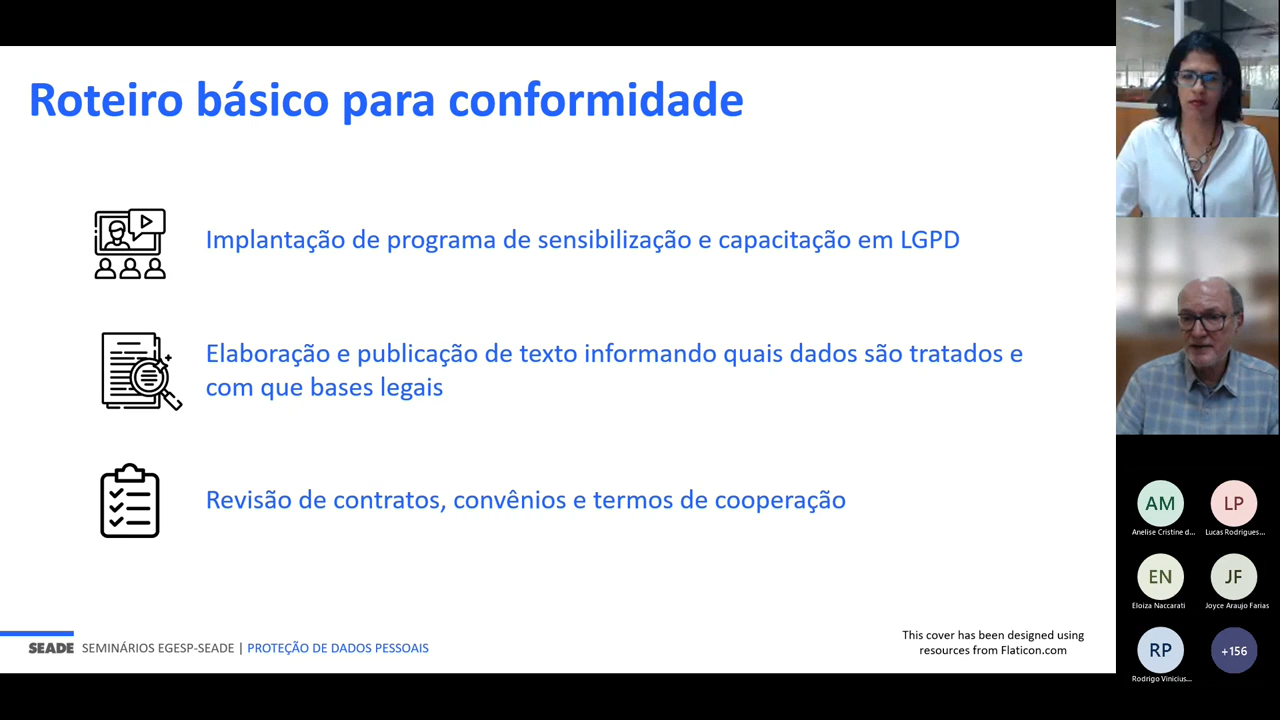 Roteiro básico para conformidade
Implantação de programa de sensibilização e capacitação em LGPD
Elaboração e publicação de texto informando quais dados são tratados e
com que bases legais
Revisão de contratos, convênios e termos de cooperação
SEADE SEMINÁRIOS EGESP-SEADE | PROTEÇÃO DE DADOS PESSOAIS
This cover has been designed using
resources from Flaticon.com
AM LP
Anelise Cristine d... Lucas Rodrigues...
EN JF
Eloiza Naccarati Joyce Araujo Farias
RP +156
Rodrigo Vinicius...